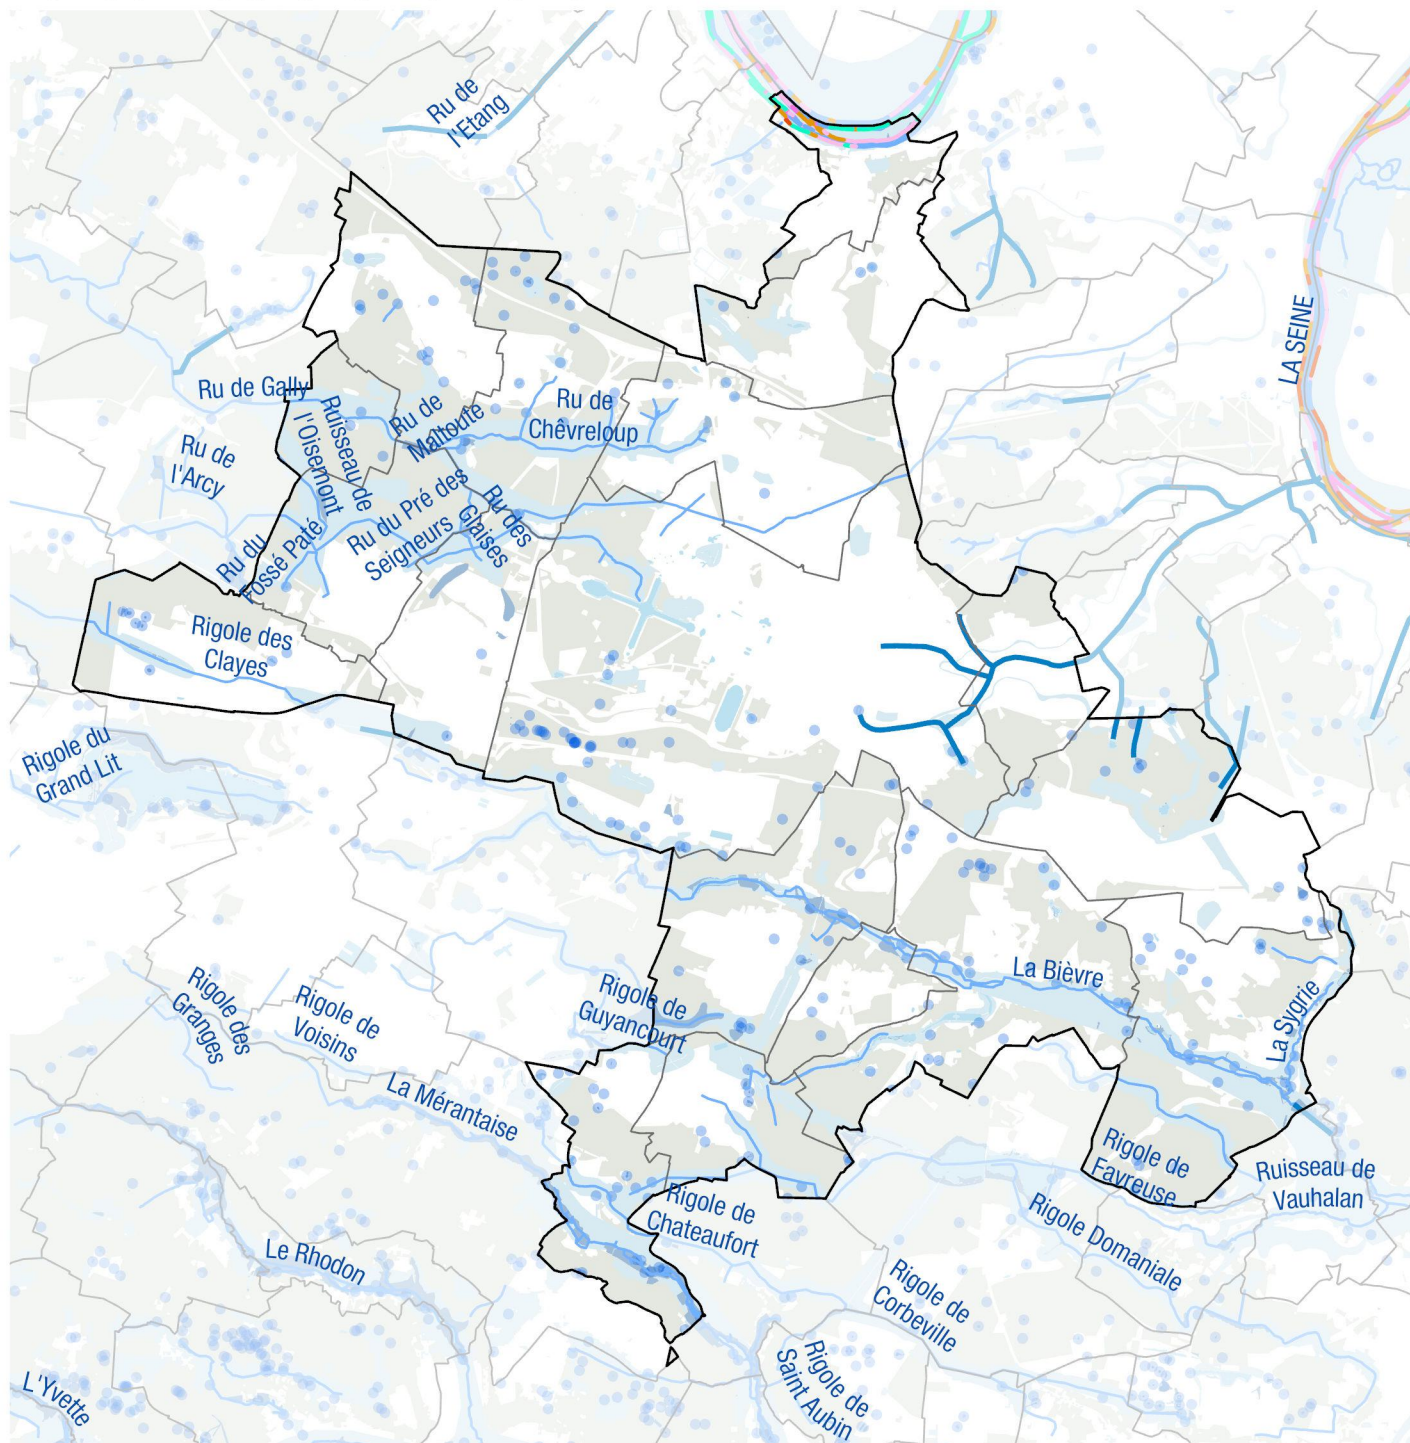 Ru de
l'Etang
LA SEINE
Ru de Gally
Ruisseau de
l'Oisemont
Ru de
Maltoute
Ru de
Chèvreloup
Ru de
l'Arcy
Ru du Pré des
Seigneurs
Ru des
Glaises
Ru du
Fossé Paté
Rigole des
Clayes
Rigole du
Grand Lit
La Bièvre
La Sygrie
Rigole des
Granges
Rigole de
Voisins
Rigole de
Guyancourt
La Mérantaise
Rigole de
Favreuse
Ruisseau de
Vauhalan
Rigole de
Chateaufort
Rigole Domaniale
Le Rhodon
Rigole de
Corbeville
Rigole de
Saint Aubin
L'Yvette